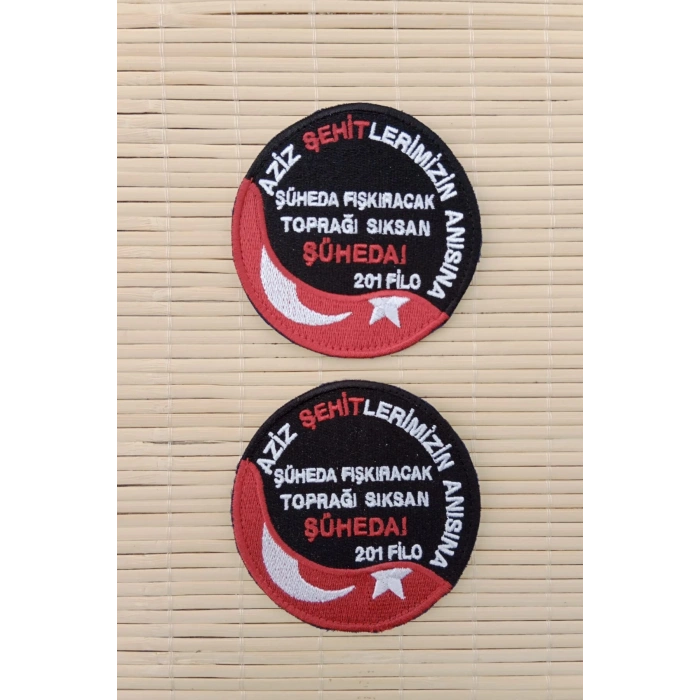 AZİZ ŞEHİTLERİMİZİN ANISINA
ŞÜHEDA FIŞKIRACAK
TOPRAĞI SIKSAN
ŞÜHEDA!
201 FİLO
AZİZ ŞEHİTLERİMİZİN ANISINA
ŞÜHEDA FIŞKIRACAK
TOPRAĞI SIKSAN
ŞÜHEDA!
201 FİLO